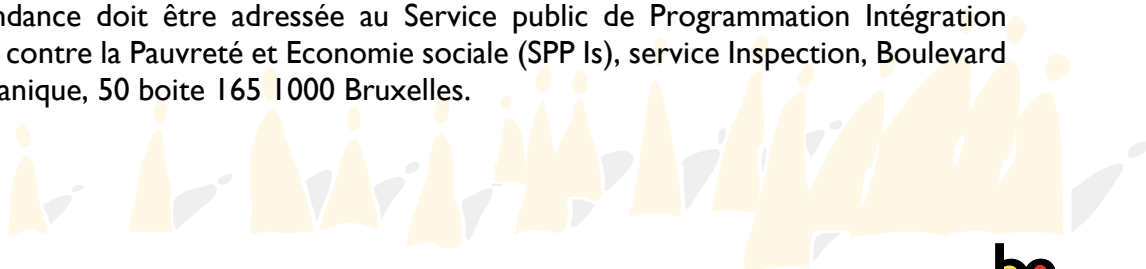 ndance doit être adressée au Service public de Programmation Intégration
contre la Pauvreté et Economie sociale (SPP Is), service Inspection, Boulevard
anique, 50 boite 165 1000 Bruxelles.
be